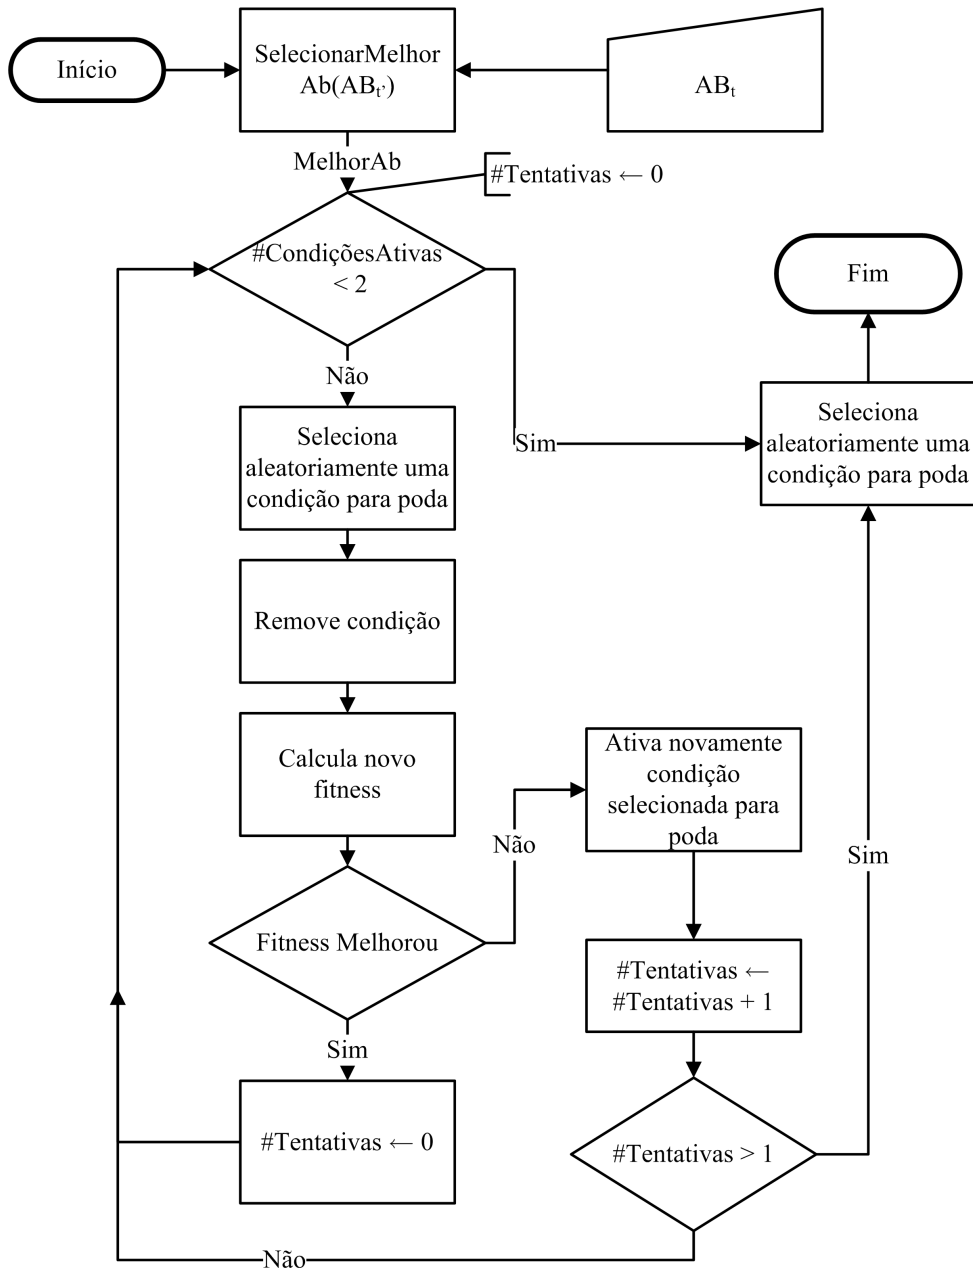 Início
SelecionarMelhor
Ab(AB_t')
AB_t
MelhorAb
#Tentativas ← 0
#CondiçõesAtivas
< 2
Não
Sim
Fim
Seleciona
aleatoriamente uma
condição para poda
Seleciona
aleatoriamente uma
condição para poda
Remove condição
Calcula novo
fitness
Ativa novamente
condição
selecionada para
poda
Não
Sim
Fitness Melhorou
#Tentativas ←
#Tentativas + 1
Sim
#Tentativas ← 0
#Tentativas > 1
Não